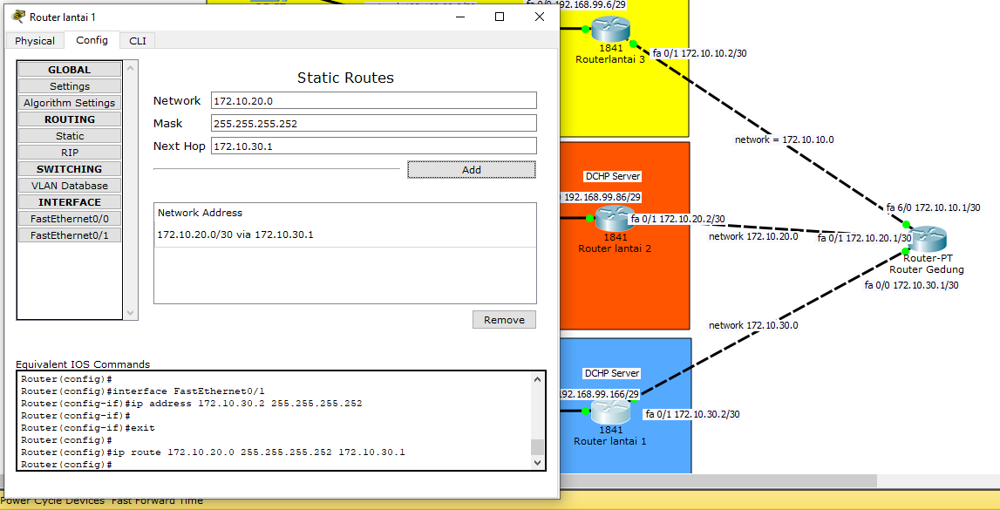 Router lantai 1
Physical
Config
CLI
GLOBAL
Settings
Algorithm Settings
ROUTING
Static
RIP
SWITCHING
VLAN Database
INTERFACE
FastEthernet0/0
FastEthernet0/1
Static Routes
Network 172.10.20.0
Mask 255.255.255.252
Next Hop 172.10.30.1
Add
Network Address
172.10.20.0/30 via 172.10.30.1
Remove
Equivalent IOS Commands
Router(config)#
Router(config)#interface FastEthernet0/1
Router(config-if)#ip address 172.10.30.2 255.255.255.252
Router(config-if)#
Router(config-if)#exit
Router(config)#
Router(config)#ip route 172.10.20.0 255.255.255.252 172.10.30.1
Router(config)#
fa 0/0 192.168.99.6/29
1841
Routerlantai 3
fa 0/1 172.10.10.2/30
network = 172.10.10.0
DCHP Server
192.168.99.86/29
fa 0/1 172.10.20.2/30
1841
Router lantai 2
network 172.10.20.0
fa 6/0 172.10.10.1/30
fa 0/1 172.10.20.1/30
Router-PT
Router Gedung
fa 0/0 172.10.30.1/30
network 172.10.30.0
DCHP Server
192.168.99.166/29
fa 0/1 172.10.30.2/30
1841
Router lantai 1
Power Cycle Devices Fast Forward Time